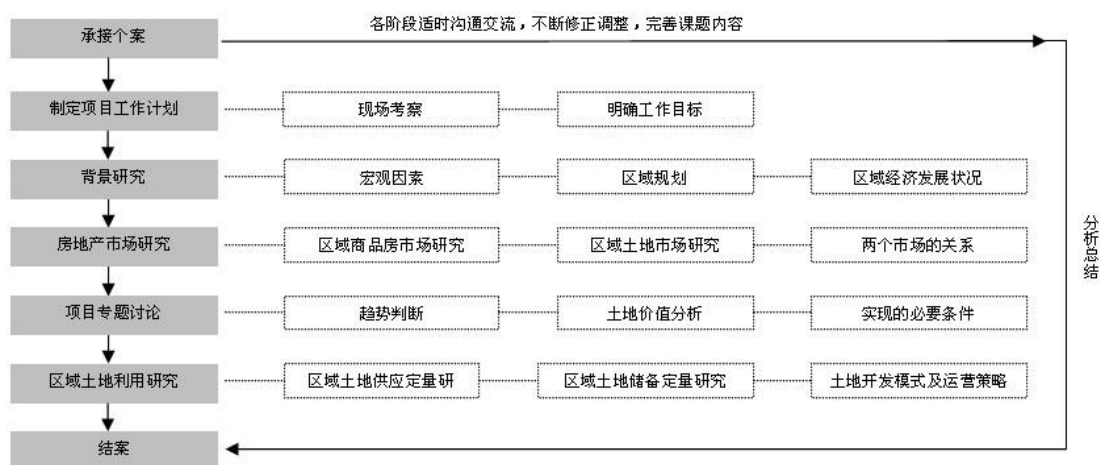 各阶段适时沟通交流，不断修正调整，完善课题内容
承接个案
制定项目工作计划
现场考察
明确工作目标
背景研究
宏观因素
区域规划
区域经济发展状况
房地产市场研究
区域商品房市场研究
区域土地市场研究
两个市场的关系
项目专题讨论
趋势判断
土地价值分析
实现的必要条件
区域土地利用研究
区域土地供应定量研
区域土地储备定量研究
土地开发模式及运营策略
结案
分析总结